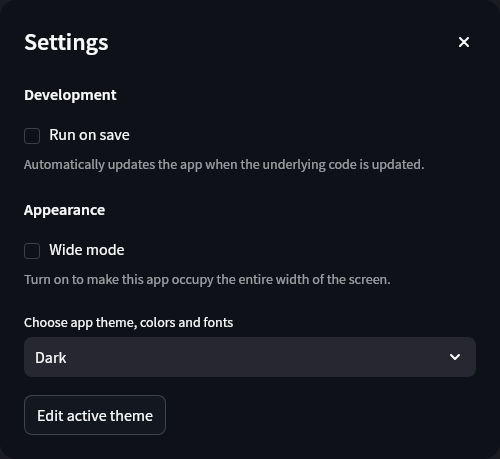 Settings
Development
Run on save
Automatically updates the app when the underlying code is updated.
Appearance
Wide mode
Turn on to make this app occupy the entire width of the screen.
Choose app theme, colors and fonts
Dark
Edit active theme